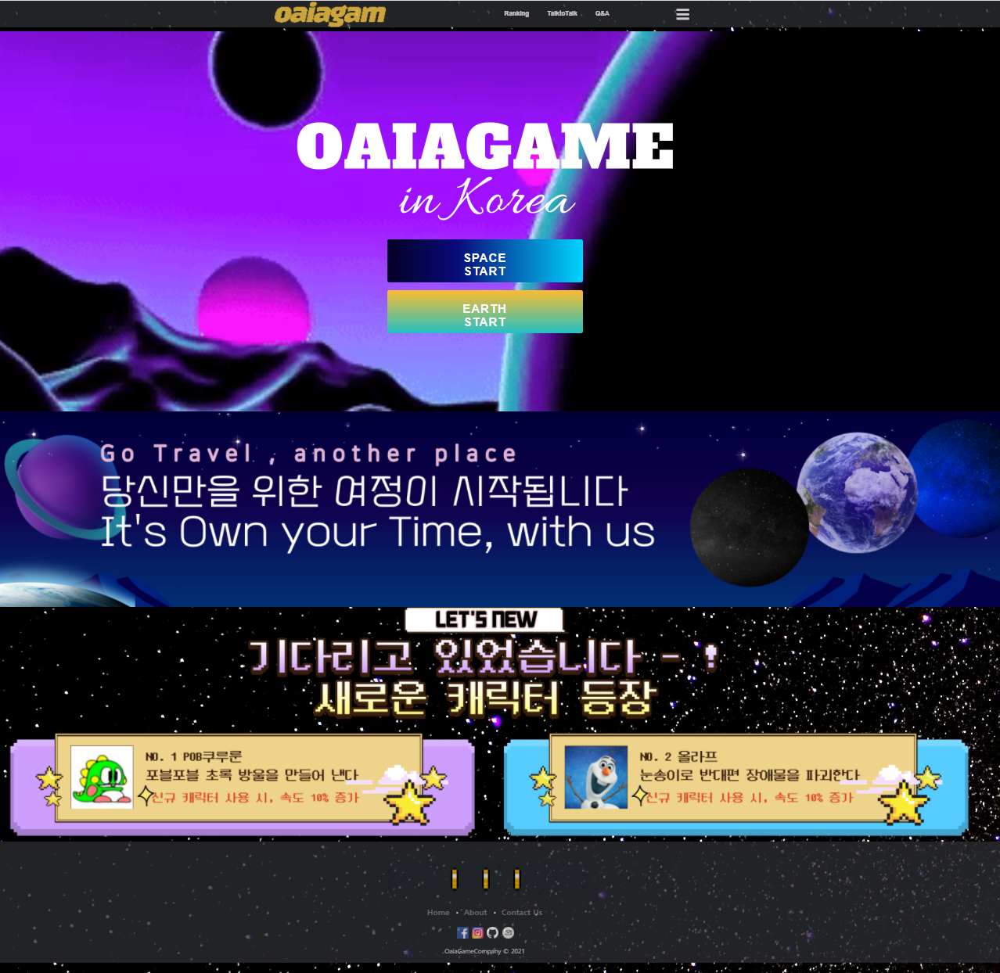 oaiagam
Ranking TalktoTalk Q&A
OAIAGAME
in Korea
SPACE
START
EARTH
START
Go Travel , another place
당신만을 위한 여정이 시작됩니다
It's Own your Time, with us
LET'S NEW
기다리고 있었습니다 - !
새로운 캐릭터 등장
NO. 1 POB쿠루룬
포블포블 초록 방울을 만들어 낸다
신규 캐릭터 사용 시, 속도 10% 증가
NO. 2 올라프
눈송이로 반대편 장애물을 파괴한다
신규 캐릭터 사용 시, 속도 10% 증가
Home • About • Contact Us
.OaiaGameCompany © 2021